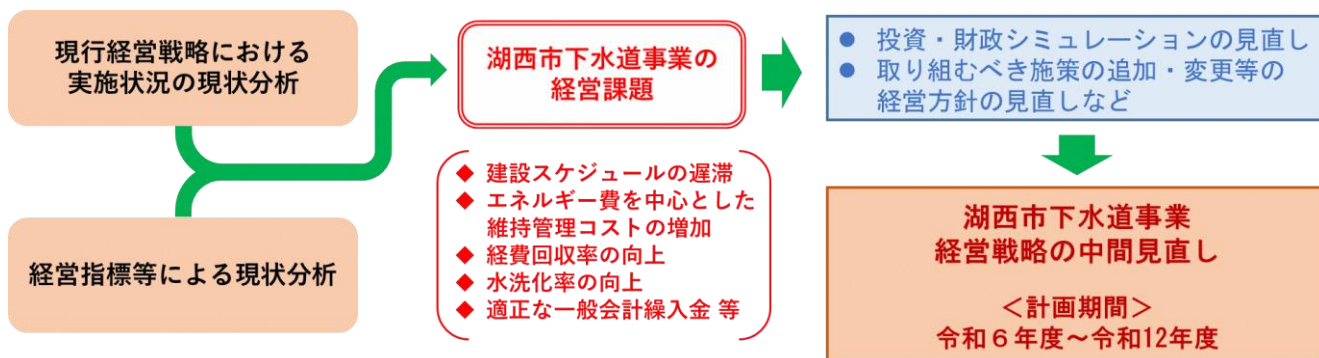 現行経営戦略における
実施状況の現状分析
経営指標等による現状分析
湖西市下水道事業の
経営課題
◆ 建設スケジュールの遅滞
◆ エネルギー費を中心とした
維持管理コストの増加
◆ 経費回収率の向上
◆ 水洗化率の向上
◆ 適正な一般会計繰入金 等
● 投資・財政シミュレーションの見直し
● 取り組むべき施策の追加・変更等の
経営方針の見直しなど
湖西市下水道事業
経営戦略の中間見直し
＜計画期間＞
令和６年度～令和12年度